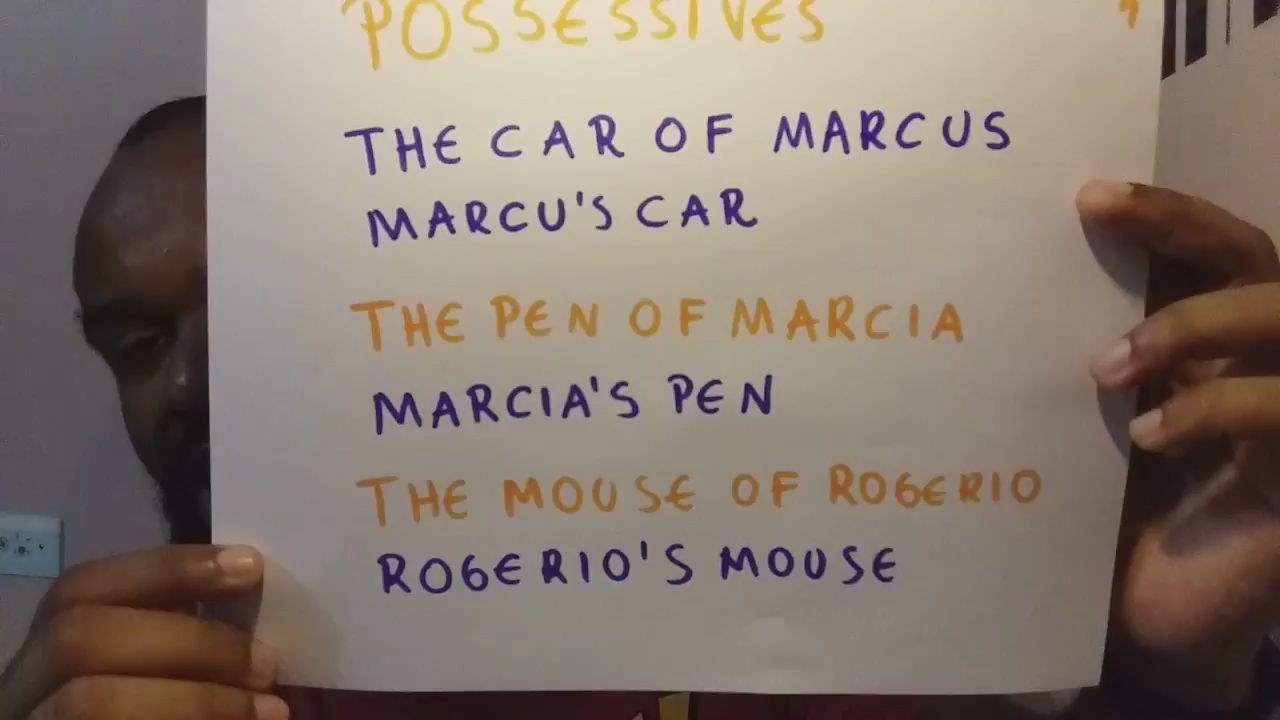 POSSESSIVES
THE CAR OF MARCUS
MARCU'S CAR
THE PEN OF MARCIA
MARCIA'S PEN
THE MOUSE OF ROGERIO
ROGERIO'S MOUSE